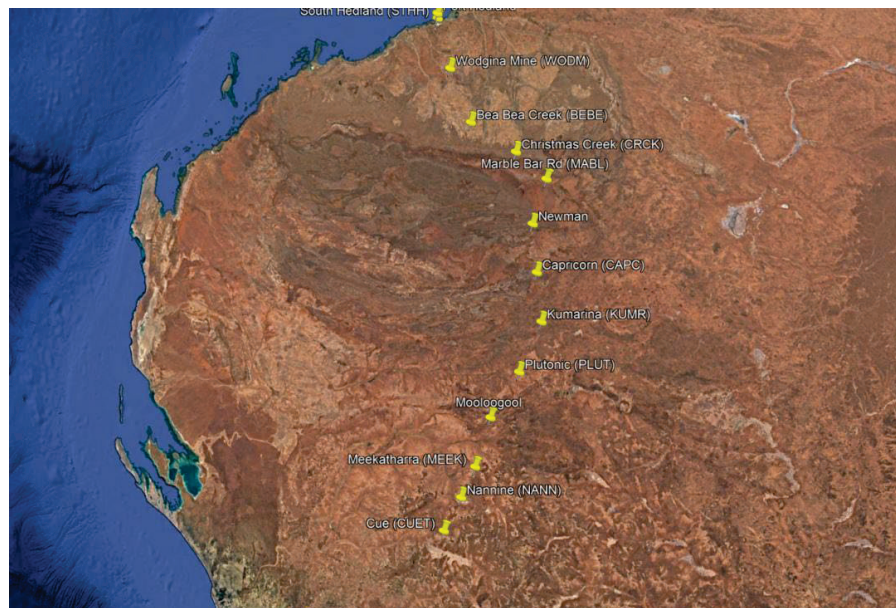 South Hedland (STHH)
Wodgina Mine (WODM)
Bea Bea Creek (BEBE)
Christmas Creek (CRCK)
Marble Bar Rd (MABL)
Newman
Capricorn (CAPC)
Kumarina (KUMR)
Plutonic (PLUT)
Mooloogool
Meekatharra (MEEK)
Nannine (NANN)
Cue (CUET)